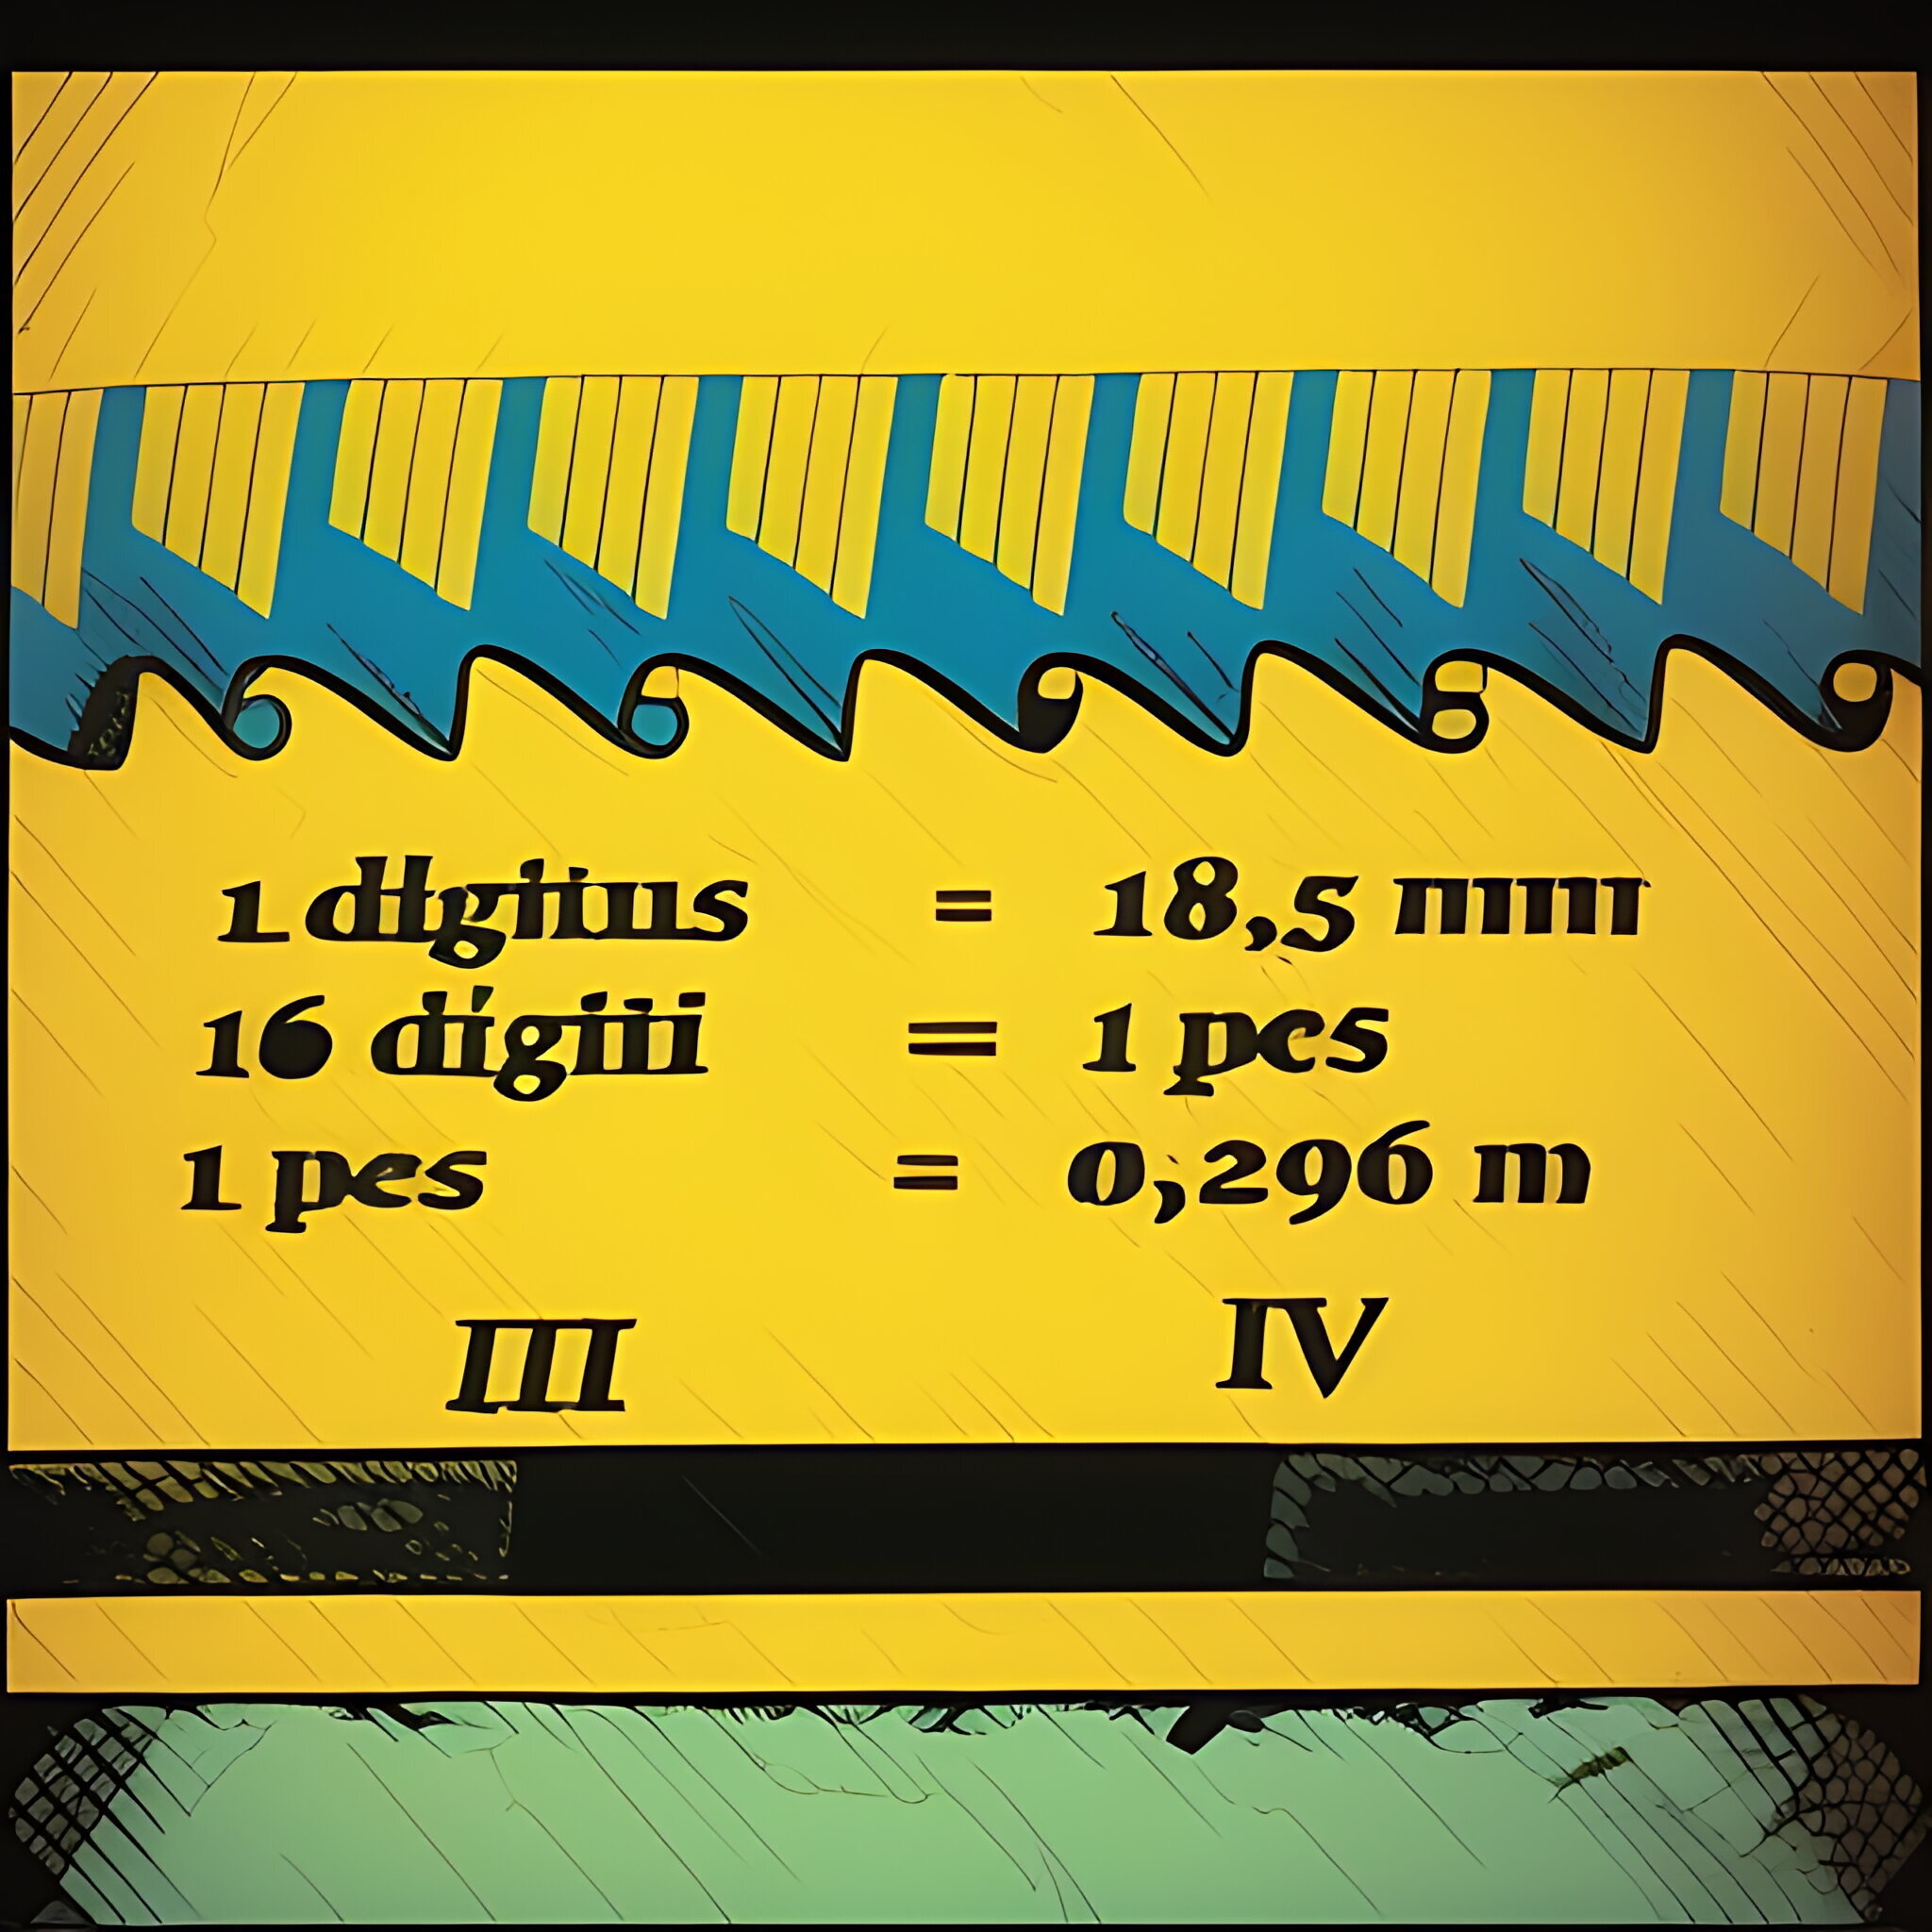 1 digitus = 18,5 mm
16 digiti = 1 pes
1 pes = 0,296 m
III IV